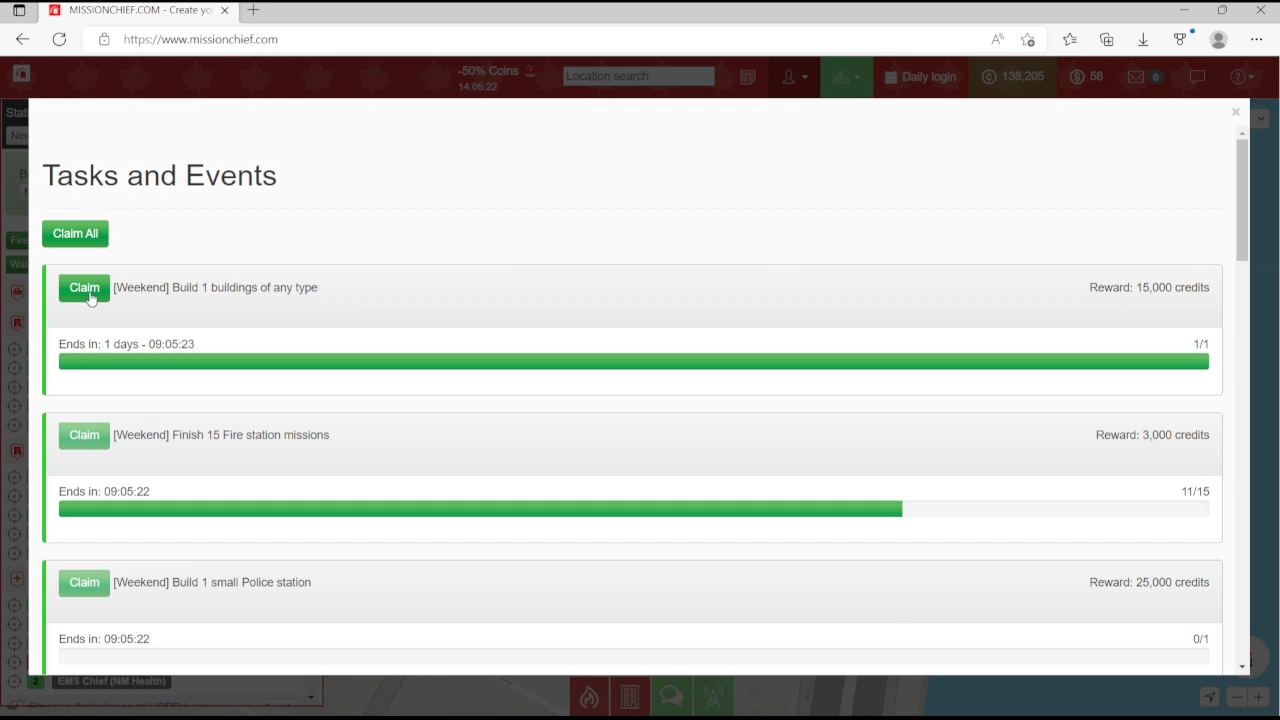 MISSIONCHIEF.COM - Create yo
https://www.missionchief.com
-50% Coins
14:05:22
Location search
Daily login
138,205
58
0
Tasks and Events
Claim All
Claim [Weekend] Build 1 buildings of any type Reward: 15,000 credits
Ends in: 1 days - 09:05:23 1/1
Claim [Weekend] Finish 15 Fire station missions Reward: 3,000 credits
Ends in: 09:05:22 11/15
Claim [Weekend] Build 1 small Police station Reward: 25,000 credits
Ends in: 09:05:22 0/1
2 EMS Chief (NM Health)